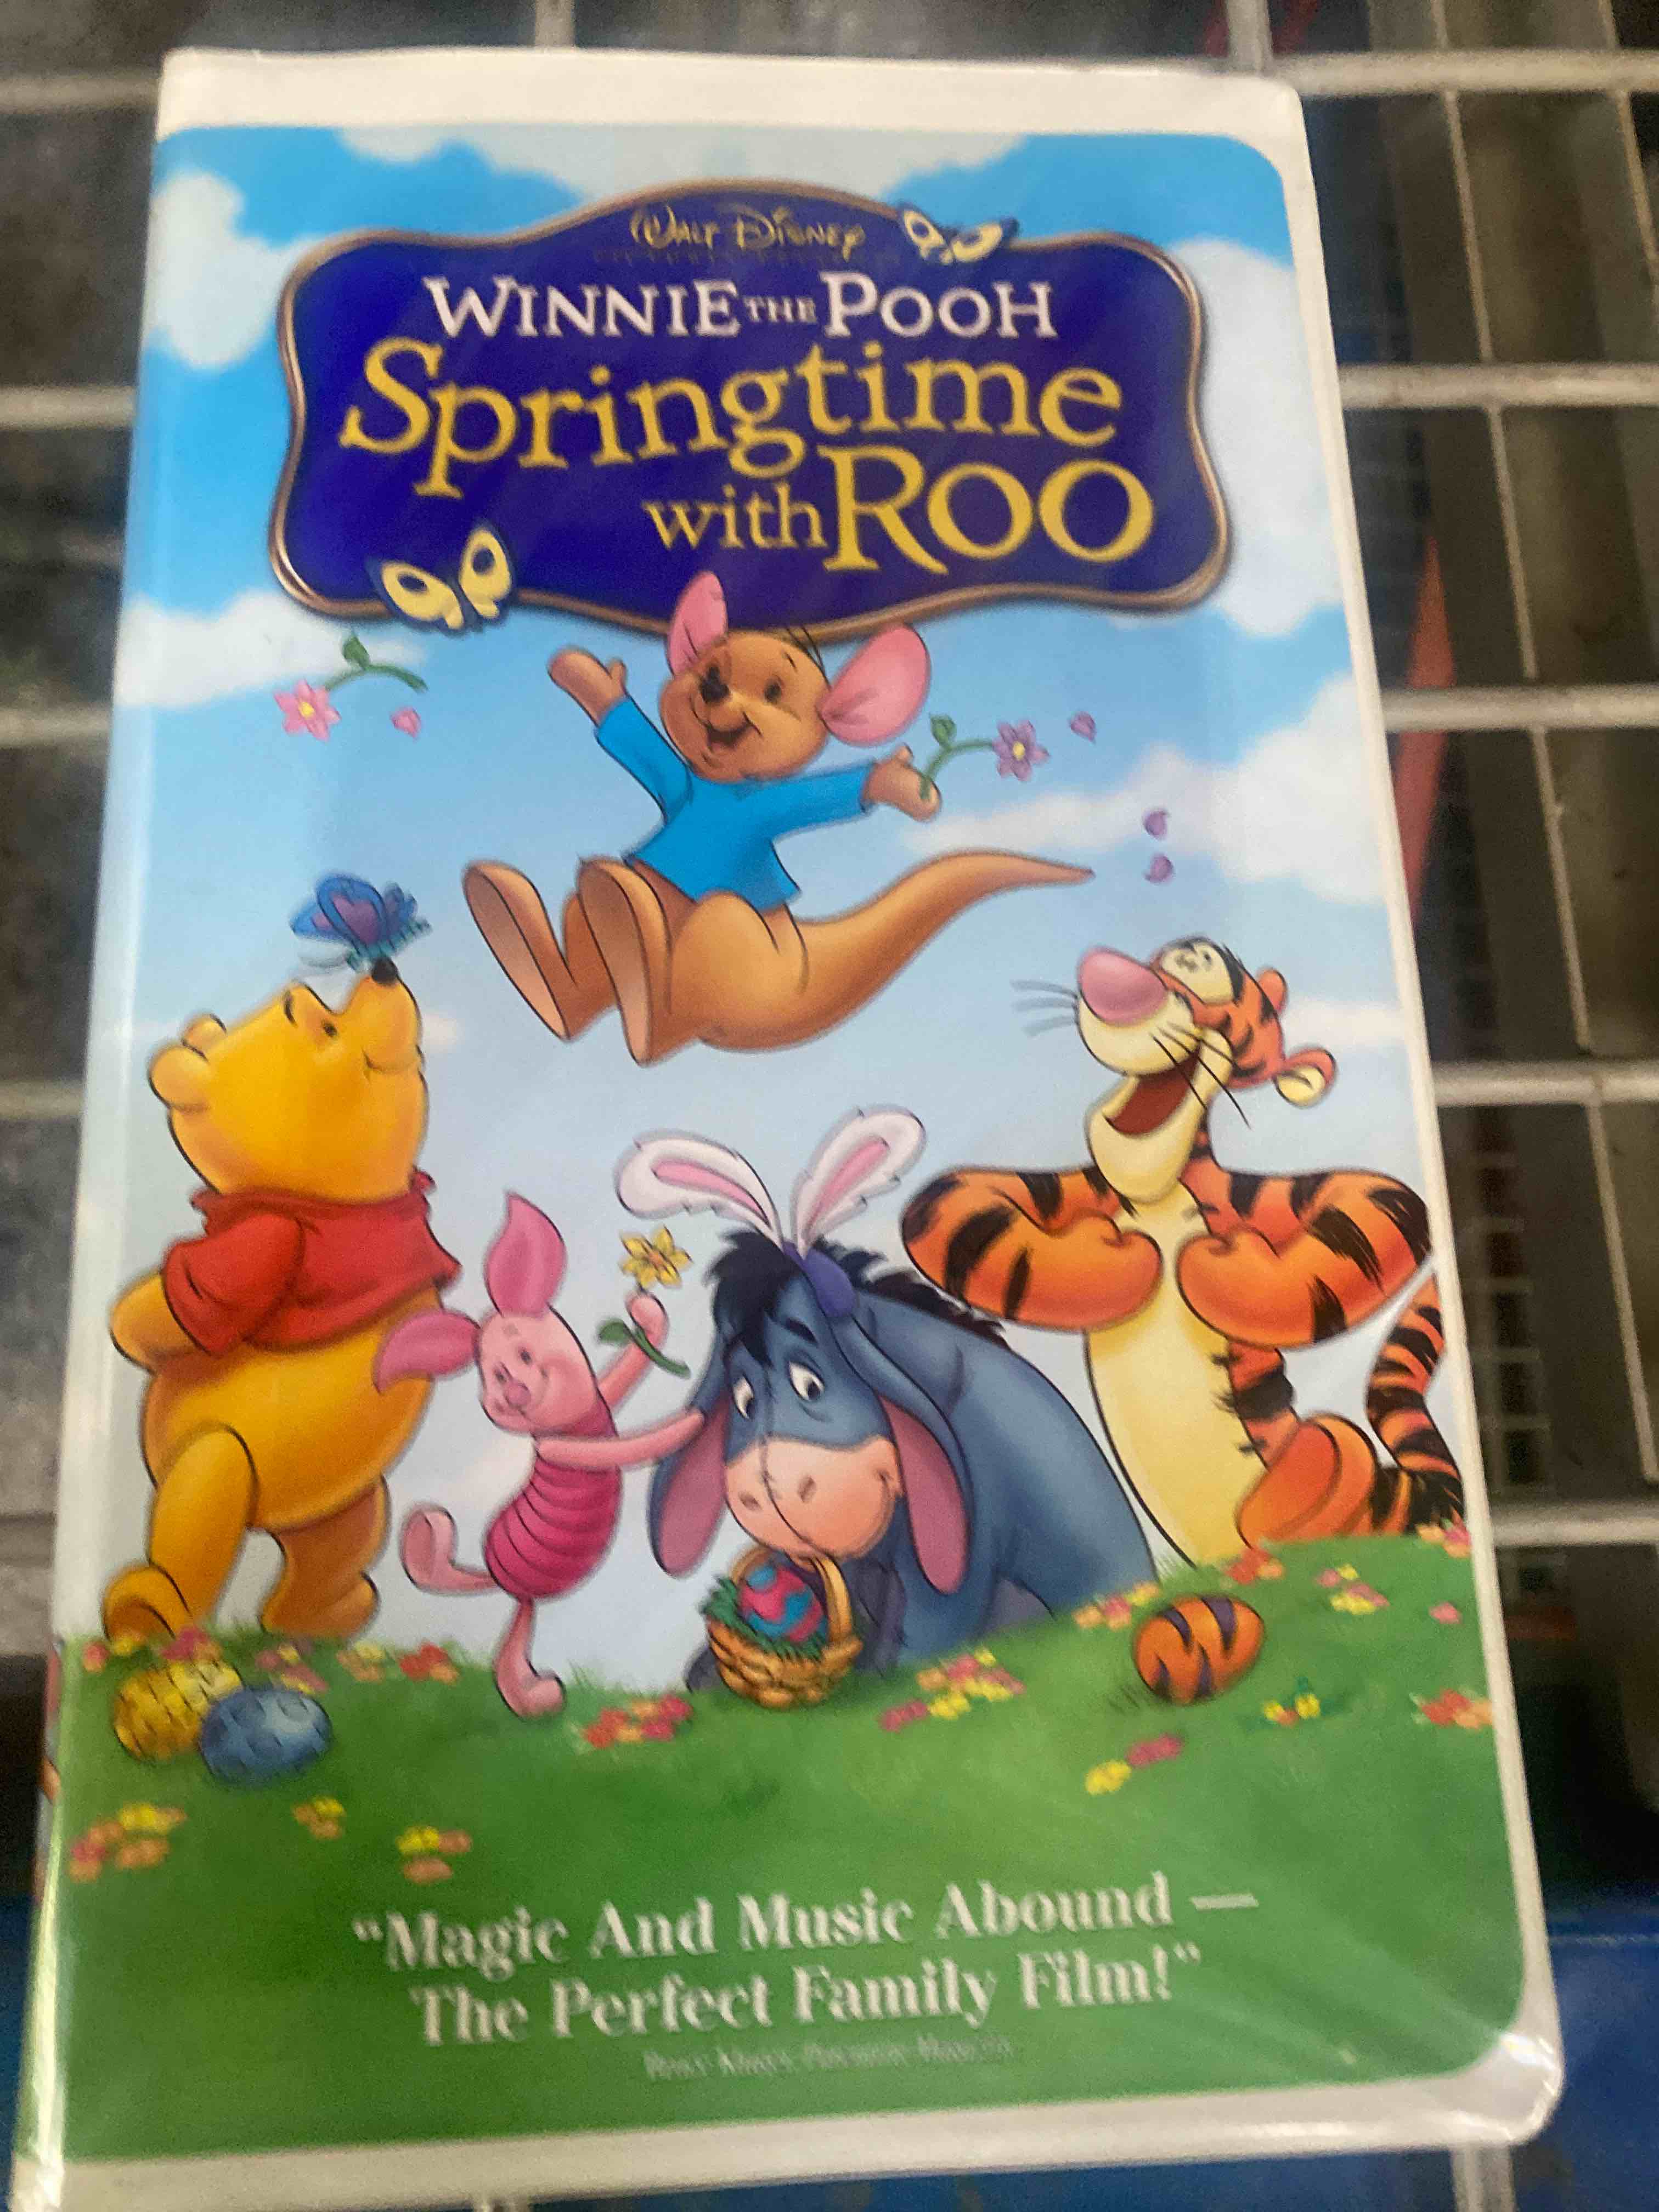 WALT DISNEY
WINNIE THE POOH
Springtime
with ROO
"Magic And Music Abound —
The Perfect Family Film!"